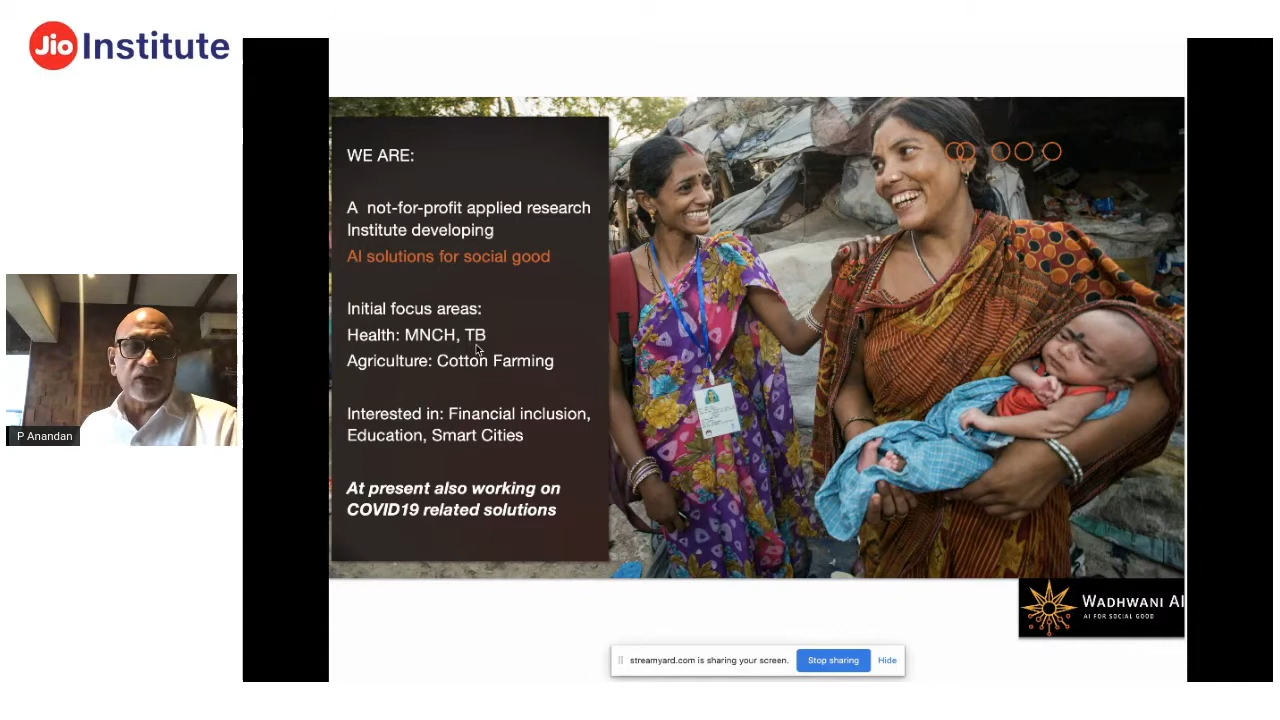 Jio Institute
WE ARE:
A not-for-profit applied research
Institute developing
AI solutions for social good
Initial focus areas:
Health: MNCH, TB
Agriculture: Cotton Farming
Interested in: Financial inclusion,
Education, Smart Cities
At present also working on
COVID19 related solutions
P Anandan
WADHWANI AI
AI FOR SOCIAL GOOD
streamyard.com is sharing your screen.
Stop sharing
Hide